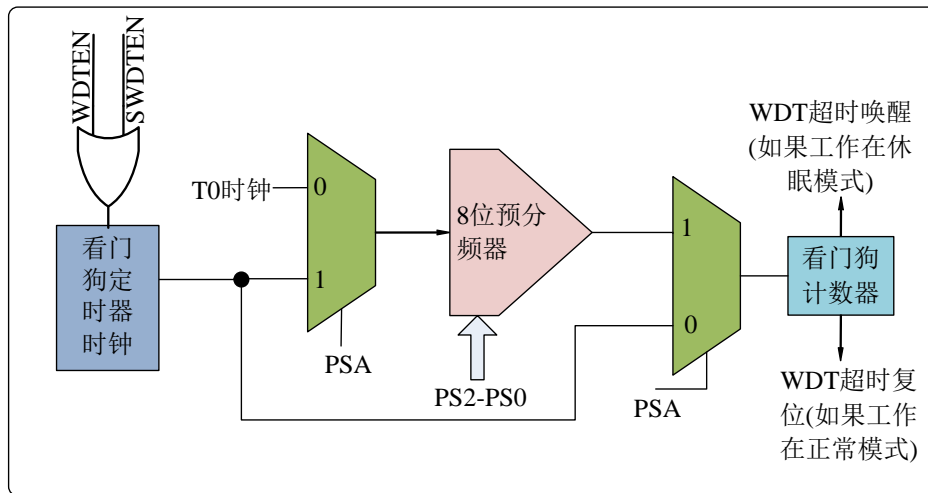 WDTEN
SWDTEN
看门
狗定
时器
时钟
T0时钟
0
1
PSA
8位预分
频器
PS2-PS0
1
0
PSA
WDT超时唤醒
(如果工作在休
眠模式)
看门狗
计数器
WDT超时复
位(如果工作
在正常模式)